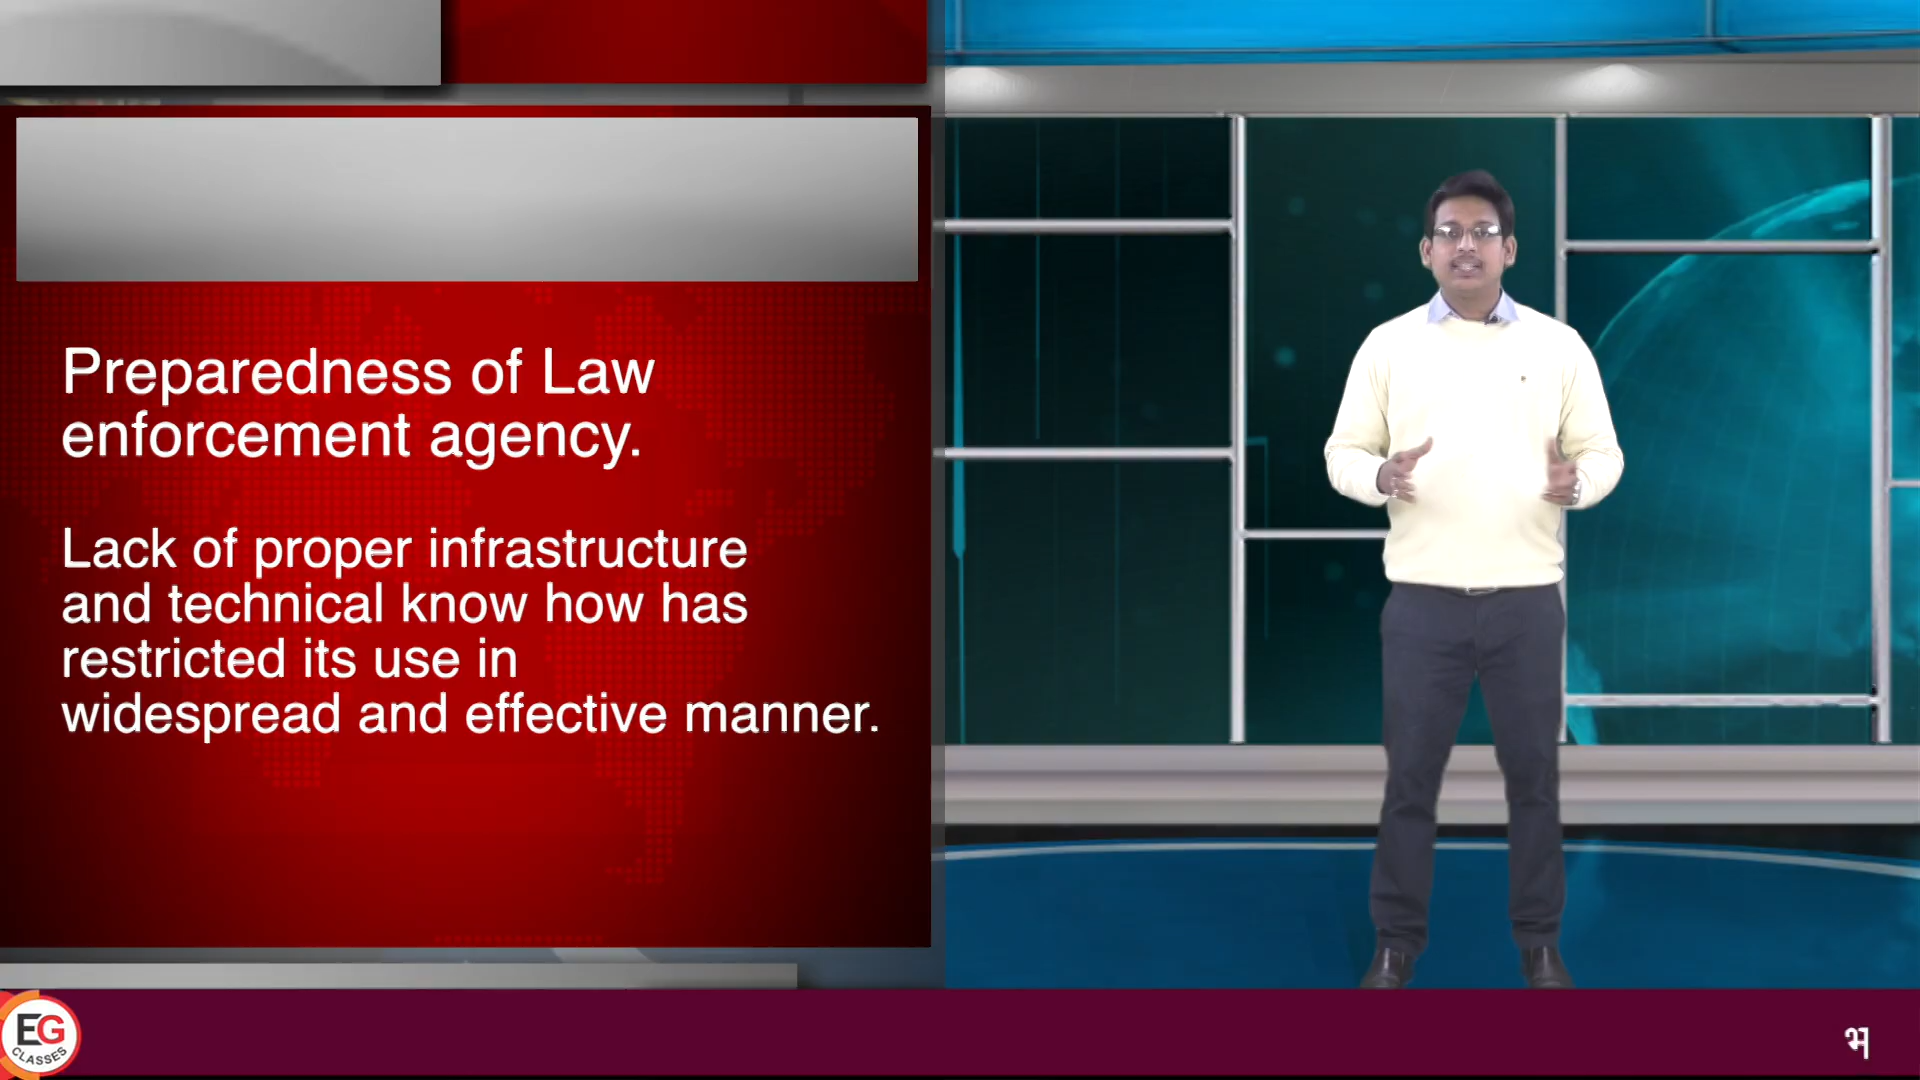 Preparedness of Law
enforcement agency.
Lack of proper infrastructure
and technical know how has
restricted its use in
widespread and effective manner.
EG
CLASSES
भ